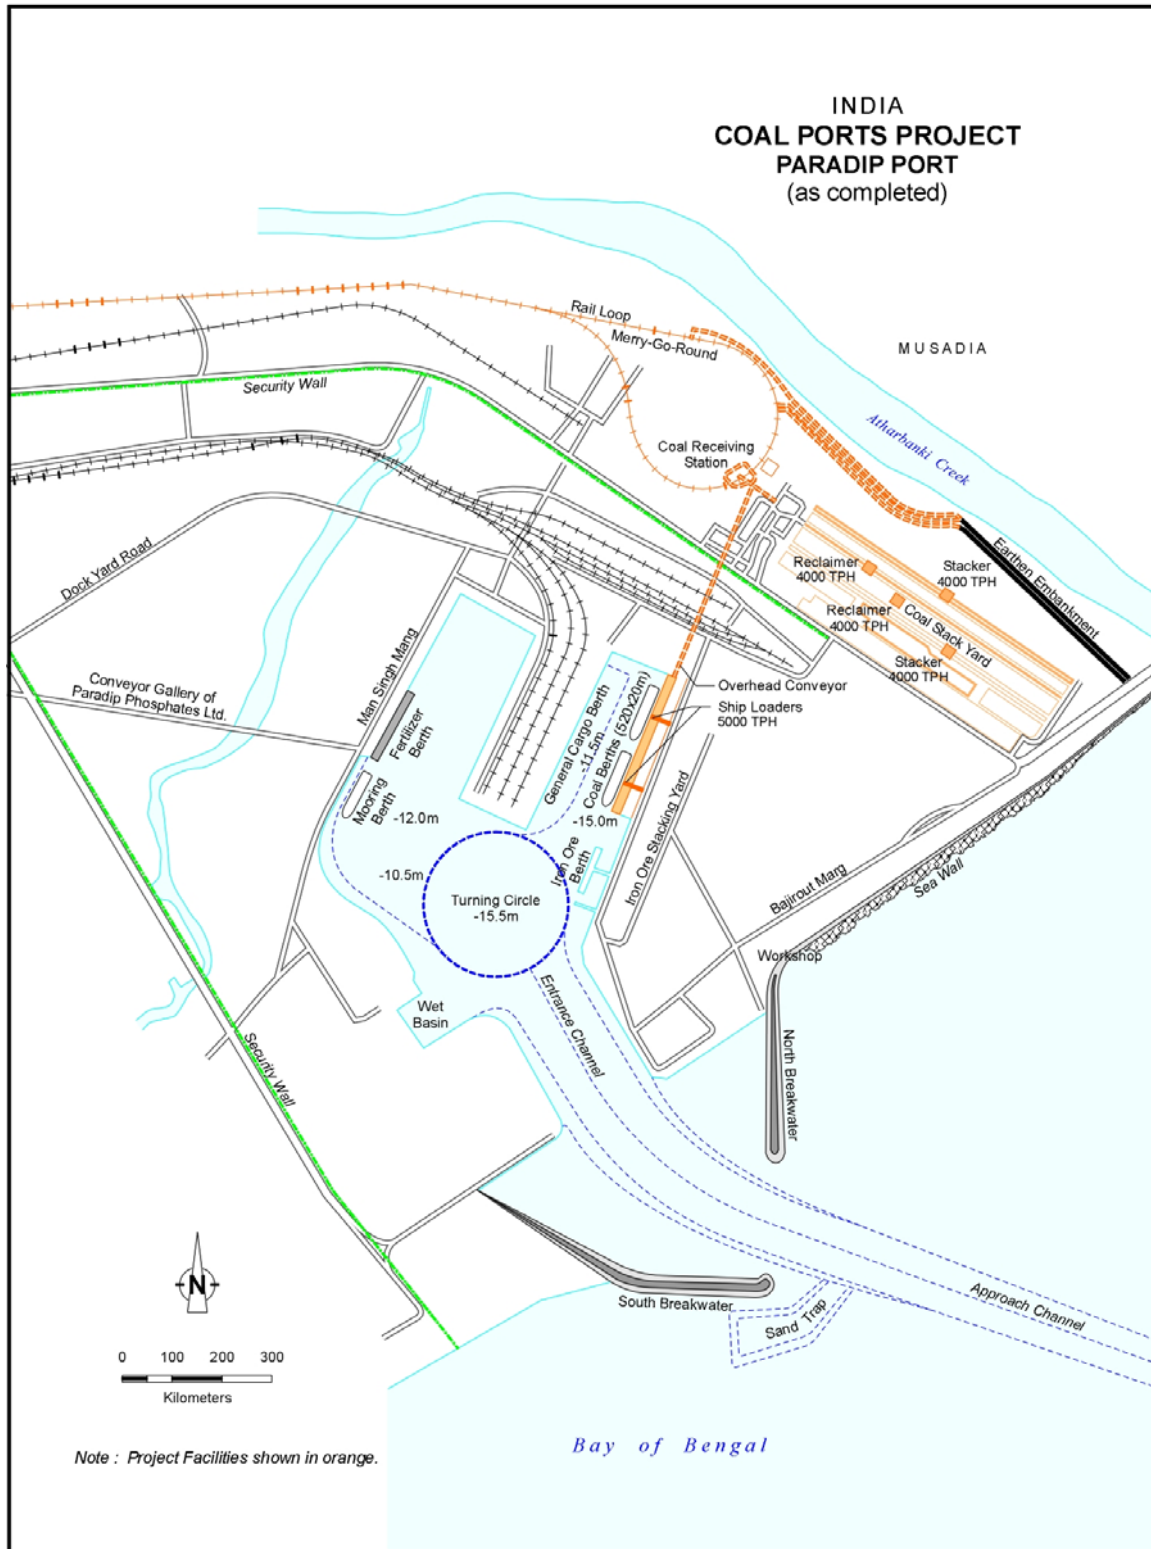 INDIA
COAL PORTS PROJECT
PARADIP PORT
(as completed)
Rail Loop
Merry-Go-Round
MUSADIA
Security Wall
Atharbanki Creek
Coal Receiving
Station
Earthen Embankment
Reclaimer
4000 TPH
Stacker
4000 TPH
Dock Yard Road
Reclaimer
4000 TPH
Coal Stack Yard
Stacker
4000 TPH
Conveyor Gallery of
Paradip Phosphates Ltd.
Man Singh Mang
Fertilizer
Berth
Mooring
Berth
General Cargo Berth
-11.5m
Coal Berths (520x20m)
Overhead Conveyor
Ship Loaders
5000 TPH
-12.0m
-15.0m
-10.5m
Iron Ore
Berth
Iron Ore Stacking Yard
Turning Circle
-15.5m
Bajirout Marg
Sea Wall
Workshop
Wet
Basin
Entrance Channel
Security Wall
North Breakwater
South Breakwater
Sand Trap
Approach Channel
N
0 100 200 300
Kilometers
Bay of Bengal
Note : Project Facilities shown in orange.